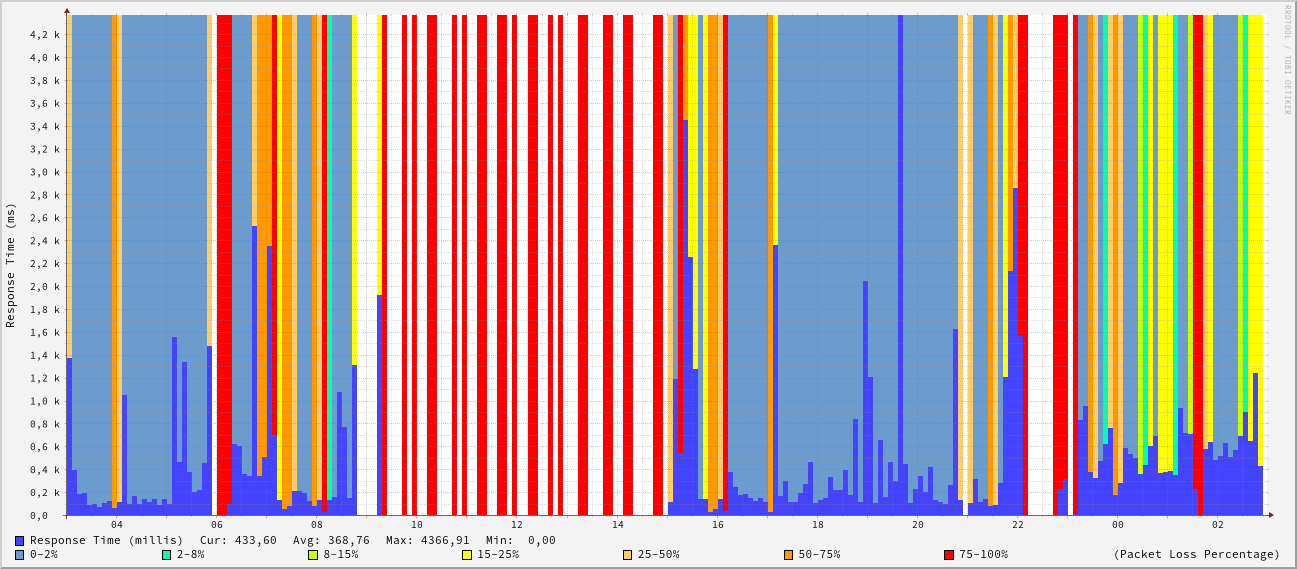 RRDTOOL / TOBI OETIKER
Response Time (ms)
4,2 k
4,0 k
3,8 k
3,6 k
3,4 k
3,2 k
3,0 k
2,8 k
2,6 k
2,4 k
2,2 k
2,0 k
1,8 k
1,6 k
1,4 k
1,2 k
1,0 k
0,8 k
0,6 k
0,4 k
0,2 k
0,0
04 06 08 10 12 14 16 18 20 22 00 02
Response Time (millis) Cur: 433,60 Avg: 368,76 Max: 4366,91 Min: 0,00
0-2% 2-8% 8-15% 15-25% 25-50% 50-75% 75-100% (Packet Loss Percentage)